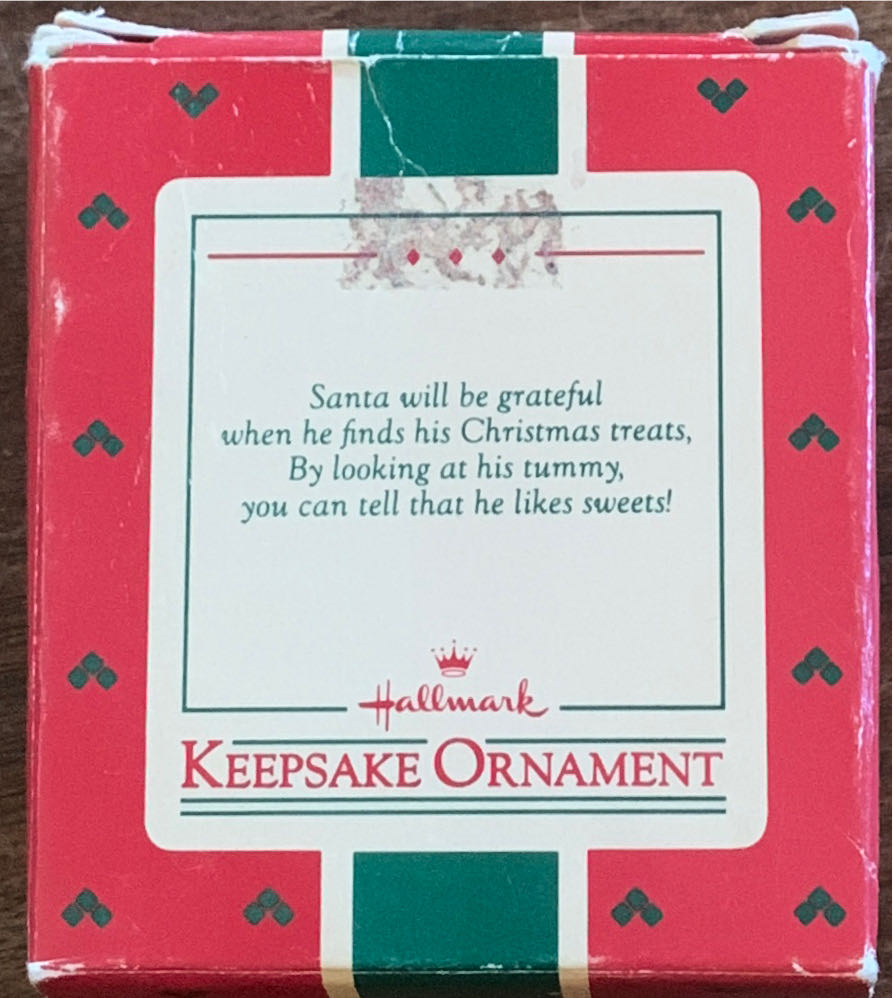 Santa will be grateful
when he finds his Christmas treats,
By looking at his tummy,
you can tell that he likes sweets!
Hallmark
KEEPSAKE ORNAMENT